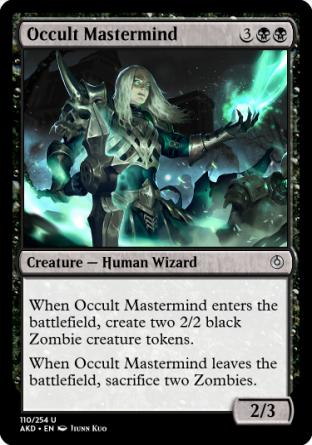 Occult Mastermind 3
Creature — Human Wizard
When Occult Mastermind enters the
battlefield, create two 2/2 black
Zombie creature tokens.
When Occult Mastermind leaves the
battlefield, sacrifice two Zombies.
2/3
110/254 U
AKD • EN Jiunn Kuo